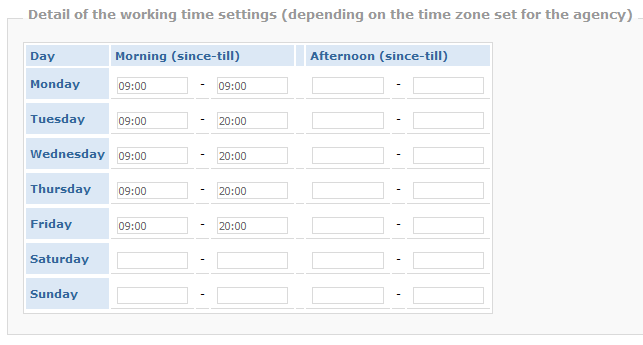 Detail of the working time settings (depending on the time zone set for the agency)
Day Morning (since-till) Afternoon (since-till)
Monday 09:00 - 09:00 -
Tuesday 09:00 - 20:00 -
Wednesday 09:00 - 20:00 -
Thursday 09:00 - 20:00 -
Friday 09:00 - 20:00 -
Saturday - -
Sunday - -